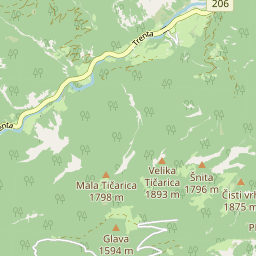 206
Trenta
Mala Tičarica
1798 m
Velika
Tičarica
1893 m
Šnita
1796 m
Čisti vrh
1875 m
Glava
1594 m